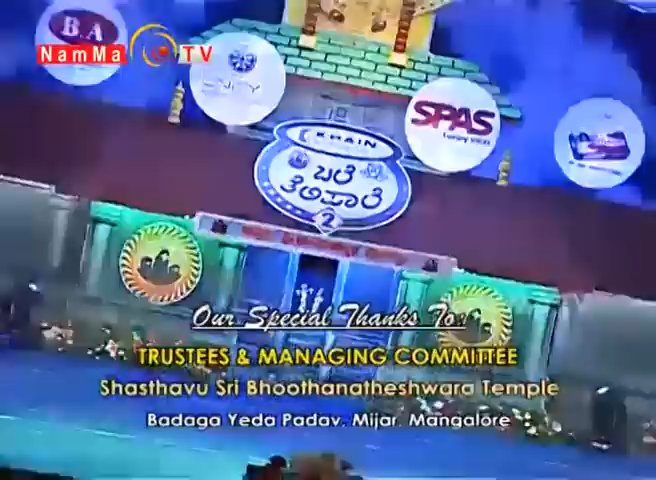 B.A
NamMa TV
SPAS
KHAIN
ಬಲೆ
ತೆಲಿಪಾಲೆ
2
Our Special Thanks To:
TRUSTEES & MANAGING COMMITTEE
Shasthavu Sri Bhoothanatheshwara Temple
Badaga Yeda Padav, Mijar, Mangalore